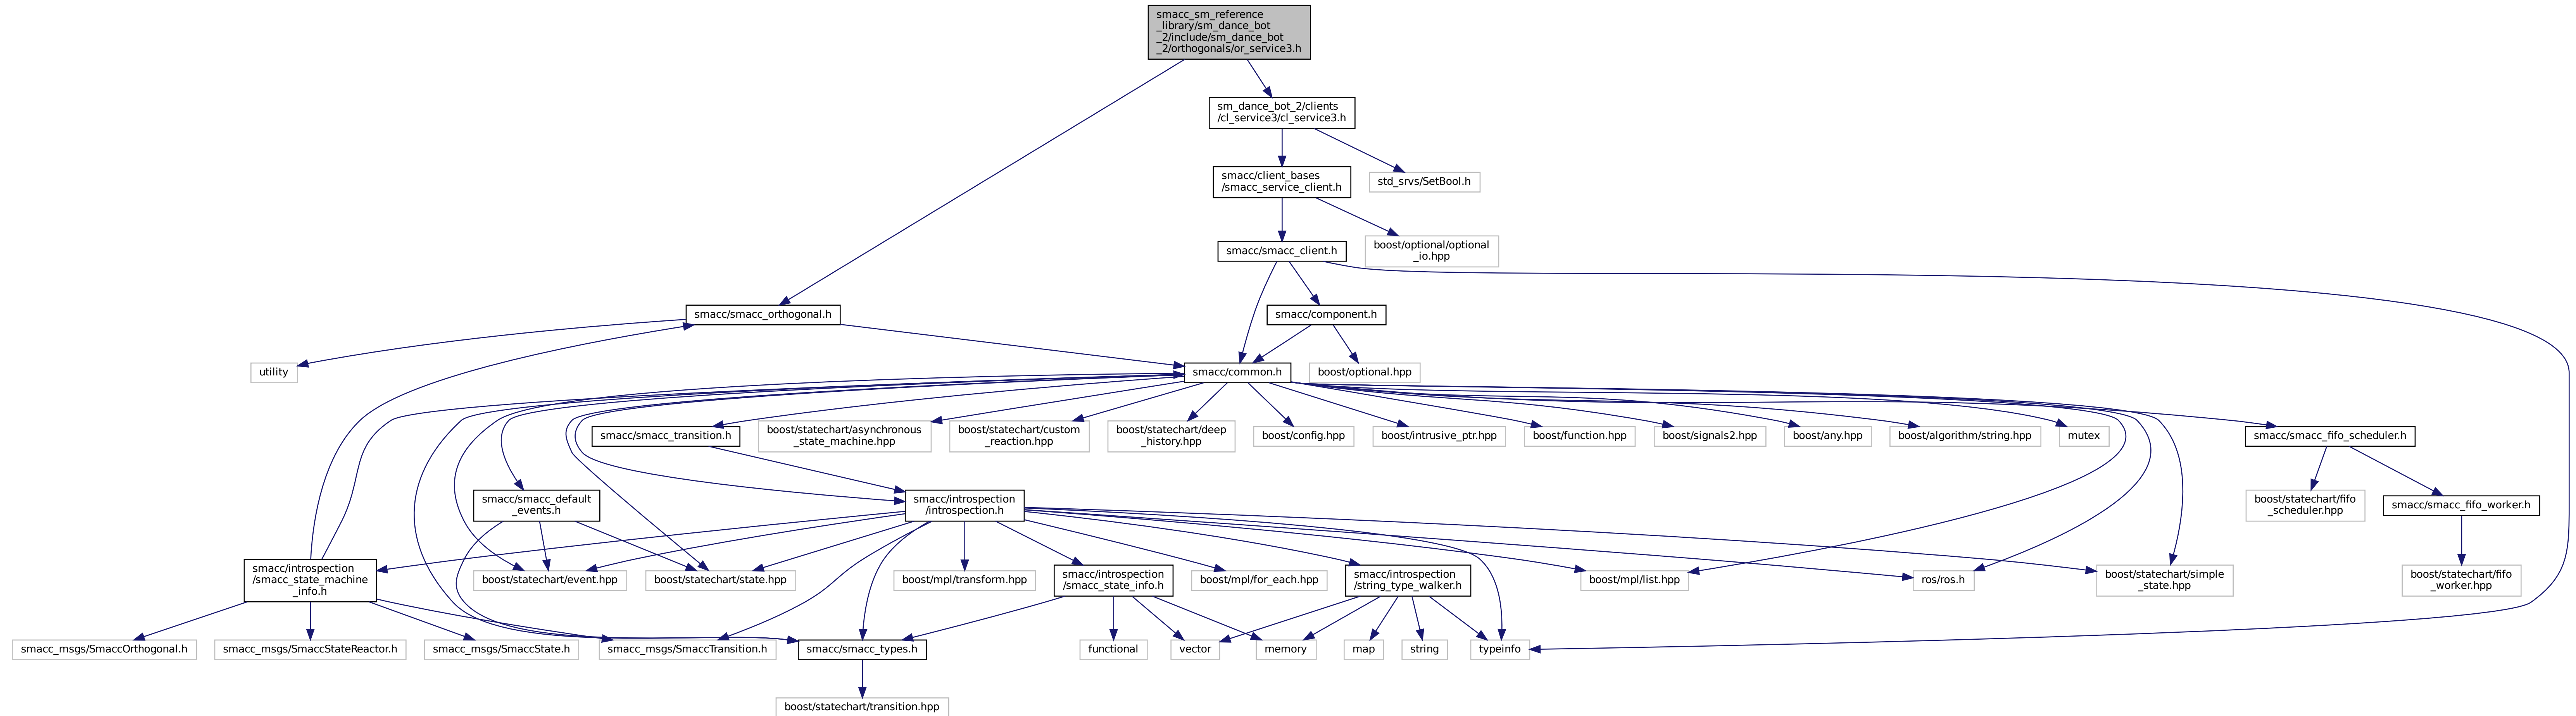 smacc_sm_reference
_library/sm_dance_bot
_2/include/sm_dance_bot
_2/orthogonals/or_service3.h
sm_dance_bot_2/clients
/cl_service3/cl_service3.h
smacc/client_bases
/smacc_service_client.h
std_srvs/SetBool.h
smacc/smacc_client.h
boost/optional/optional
_io.hpp
smacc/smacc_orthogonal.h
smacc/component.h
utility
smacc/common.h
boost/optional.hpp
smacc/smacc_transition.h
boost/statechart/asynchronous
_state_machine.hpp
boost/statechart/custom
_reaction.hpp
boost/statechart/deep
_history.hpp
boost/config.hpp
boost/intrusive_ptr.hpp
boost/function.hpp
boost/signals2.hpp
boost/any.hpp
boost/algorithm/string.hpp
mutex
smacc/smacc_fifo_scheduler.h
smacc/smacc_default
_events.h
smacc/introspection
/introspection.h
boost/statechart/fifo
_scheduler.hpp
smacc/smacc_fifo_worker.h
smacc/introspection
/smacc_state_machine
_info.h
boost/statechart/event.hpp
boost/statechart/state.hpp
boost/mpl/transform.hpp
smacc/introspection
/smacc_state_info.h
boost/mpl/for_each.hpp
smacc/introspection
/string_type_walker.h
boost/mpl/list.hpp
ros/ros.h
boost/statechart/simple
_state.hpp
boost/statechart/fifo
_worker.hpp
smacc_msgs/SmaccOrthogonal.h
smacc_msgs/SmaccStateReactor.h
smacc_msgs/SmaccState.h
smacc_msgs/SmaccTransition.h
smacc/smacc_types.h
functional
vector
memory
map
string
typeinfo
boost/statechart/transition.hpp